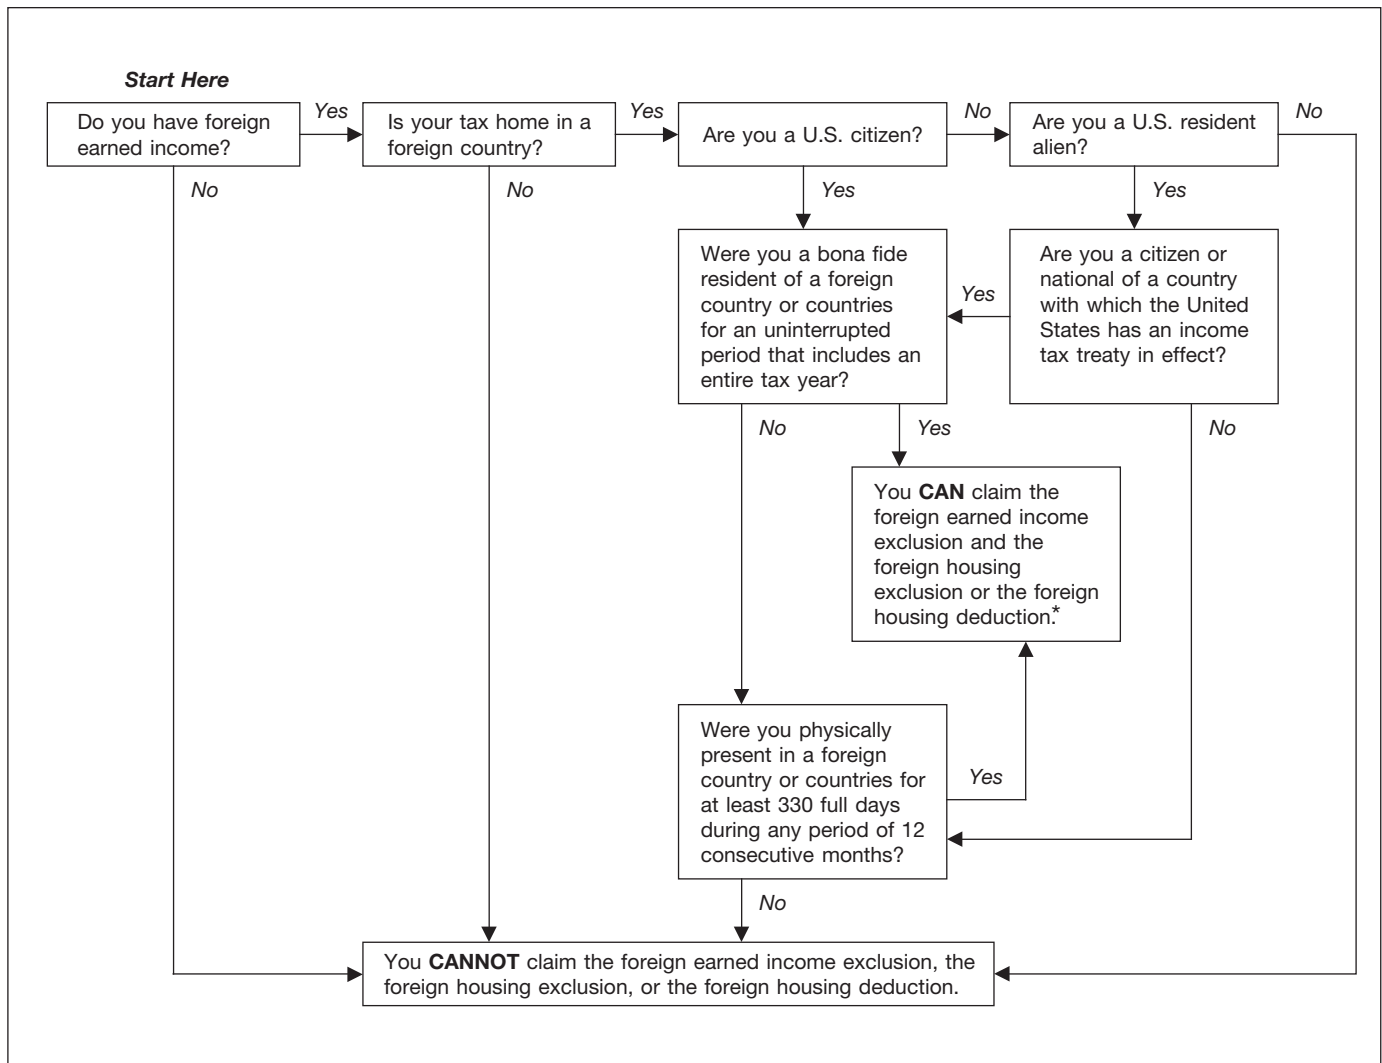 Start Here
Do you have foreign
earned income?
Yes
Is your tax home in a
foreign country?
Yes
Are you a U.S. citizen?
No
Are you a U.S. resident
alien?
No
No
No
Yes
Yes
Were you a bona fide
resident of a foreign
country or countries
for an uninterrupted
period that includes an
entire tax year?
Yes
Are you a citizen or
national of a country
with which the United
States has an income
tax treaty in effect?
No
Yes
No
You CAN claim the
foreign earned income
exclusion and the
foreign housing
exclusion or the foreign
housing deduction.*
Were you physically
present in a foreign
country or countries for
at least 330 full days
during any period of 12
consecutive months?
Yes
No
You CANNOT claim the foreign earned income exclusion, the
foreign housing exclusion, or the foreign housing deduction.